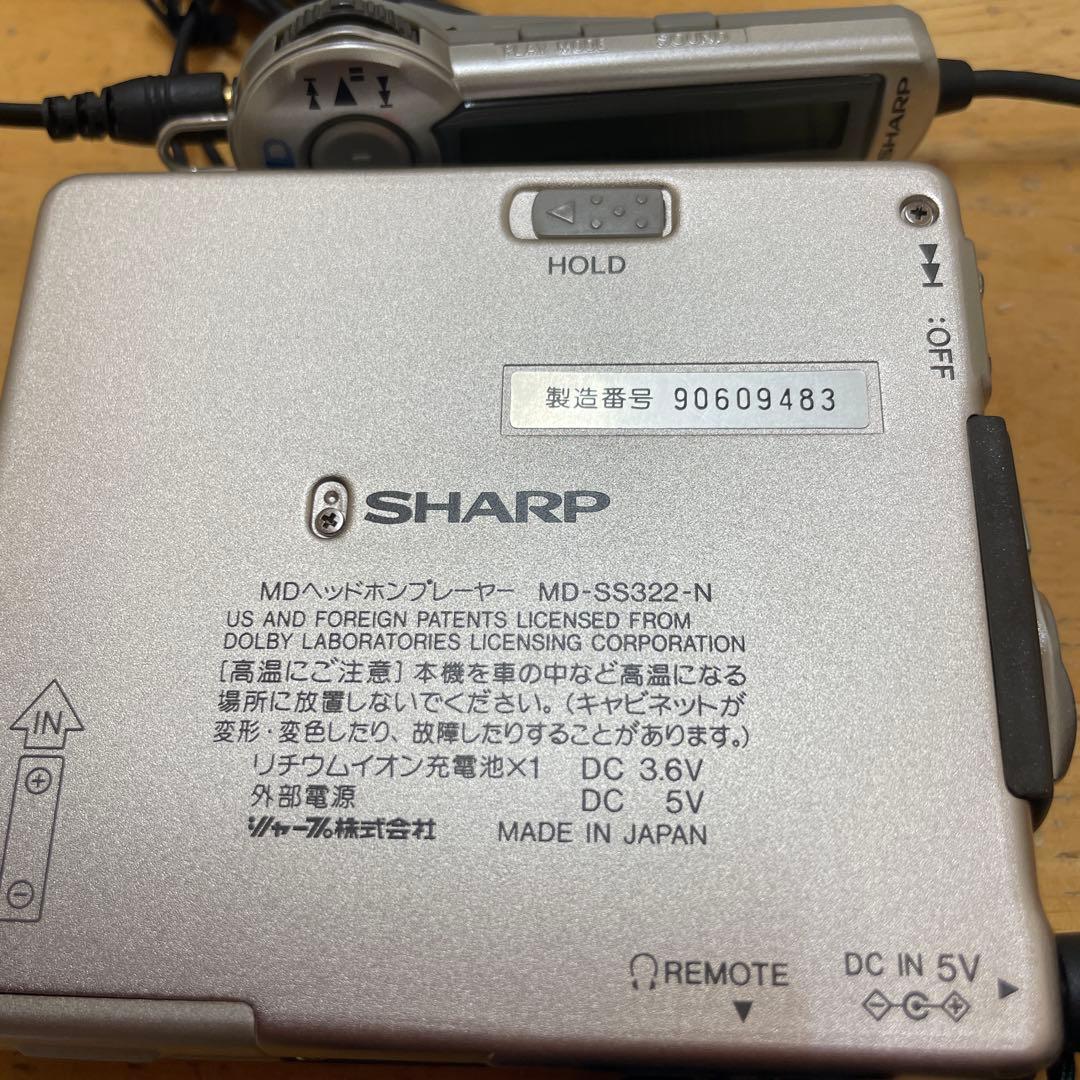 PLAY MODE SOUND
SHARP
HOLD
:OFF
製造番号 90609483
SHARP
MDヘッドホンプレーヤー MD-SS322-N
US AND FOREIGN PATENTS LICENSED FROM
DOLBY LABORATORIES LICENSING CORPORATION
[高温にご注意]本機を車の中など高温になる
場所に放置しないでください。(キャビネットが
変形・変色したり、故障したりすることがあります。)
リチウムイオン充電池×1 DC 3.6V
外部電源 DC 5V
シャープ株式会社 MADE IN JAPAN
IN
REMOTE
DC IN 5V